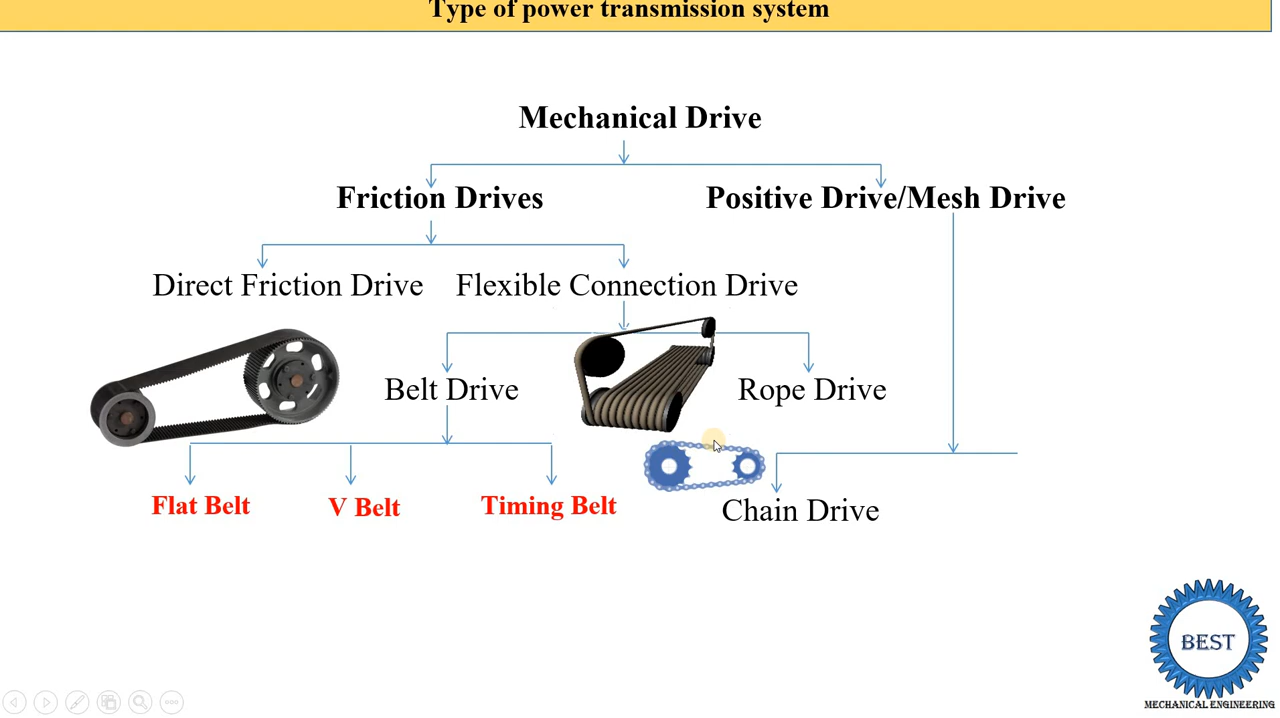 Type of power transmission system
Mechanical Drive
Friction Drives
Positive Drive/Mesh Drive
Direct Friction Drive
Flexible Connection Drive
Belt Drive
Rope Drive
Flat Belt
V Belt
Timing Belt
Chain Drive
BEST
MECHANICAL ENGINEERING